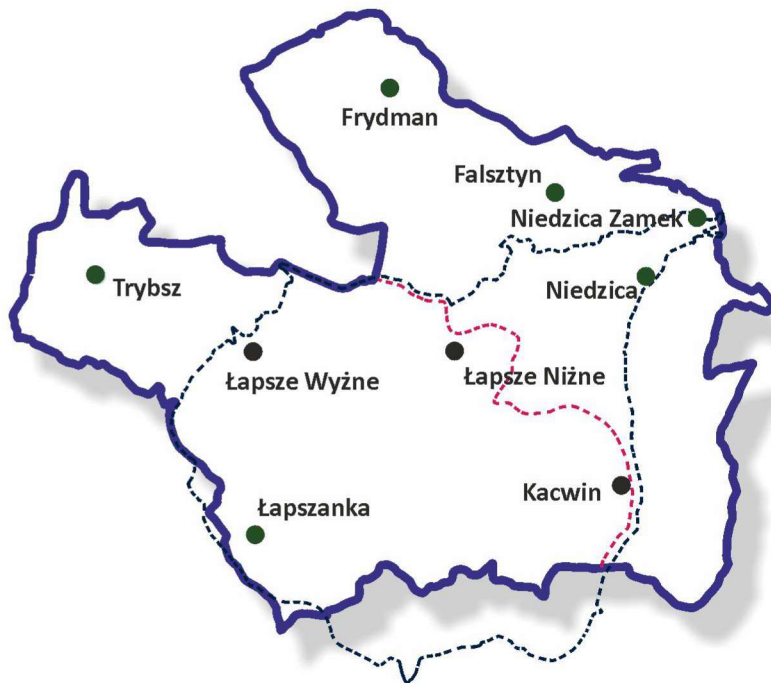 Frydman
Falsztyn
Niedzica Zamek
Trybsz
Niedzica
Łapsze Wyżne
Łapsze Niżne
Kacwin
Łapszanka